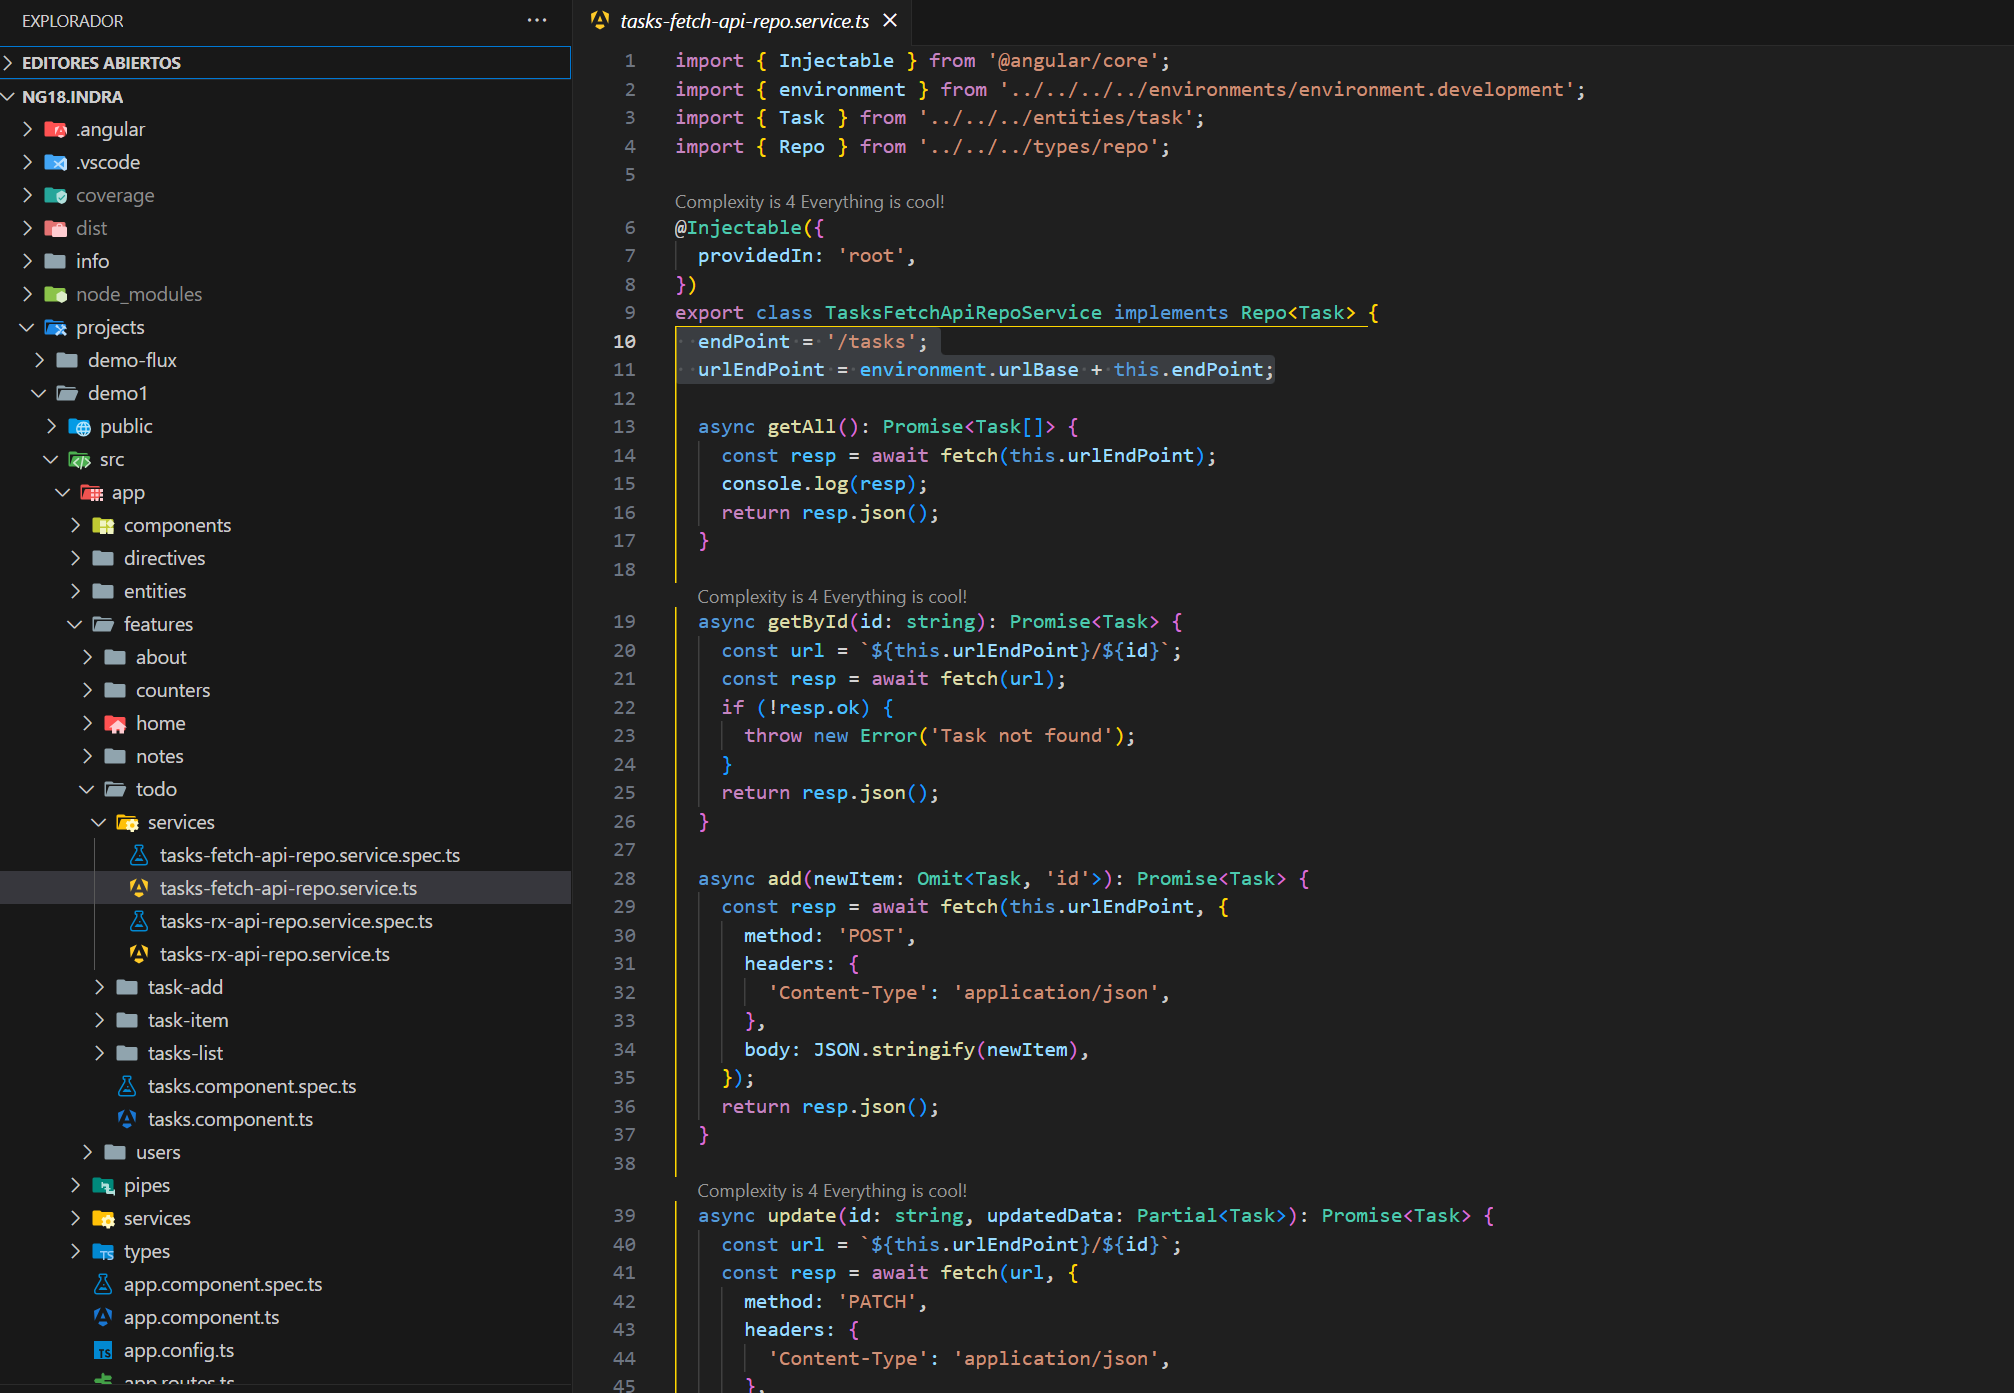 EXPLORADOR
EDITORES ABIERTOS
NG18.INDRA
.angular
.vscode
coverage
dist
info
node_modules
projects
demo-flux
demo1
public
src
app
components
directives
entities
features
about
counters
home
notes
todo
services
tasks-fetch-api-repo.service.spec.ts
tasks-fetch-api-repo.service.ts
tasks-rx-api-repo.service.spec.ts
tasks-rx-api-repo.service.ts
task-add
task-item
tasks-list
tasks.component.spec.ts
tasks.component.ts
users
pipes
services
types
app.component.spec.ts
app.component.ts
app.config.ts
app.routes.ts
tasks-fetch-api-repo.service.ts
1 import { Injectable } from '@angular/core';
2 import { environment } from '../../../../environments/environment.development';
3 import { Task } from '../../../entities/task';
4 import { Repo } from '../../../types/repo';
5
Complexity is 4 Everything is cool!
6 @Injectable({
7   providedIn: 'root',
8 })
9 export class TasksFetchApiRepoService implements Repo<Task> {
10   endPoint = '/tasks';
11   urlEndPoint = environment.urlBase + this.endPoint;
12
13   async getAll(): Promise<Task[]> {
14     const resp = await fetch(this.urlEndPoint);
15     console.log(resp);
16     return resp.json();
17   }
18
Complexity is 4 Everything is cool!
19   async getById(id: string): Promise<Task> {
20     const url = `${this.urlEndPoint}/${id}`;
21     const resp = await fetch(url);
22     if (!resp.ok) {
23       throw new Error('Task not found');
24     }
25     return resp.json();
26   }
27
28   async add(newItem: Omit<Task, 'id'>): Promise<Task> {
29     const resp = await fetch(this.urlEndPoint, {
30       method: 'POST',
31       headers: {
32         'Content-Type': 'application/json',
33       },
34       body: JSON.stringify(newItem),
35     });
36     return resp.json();
37   }
38
Complexity is 4 Everything is cool!
39   async update(id: string, updatedData: Partial<Task>): Promise<Task> {
40     const url = `${this.urlEndPoint}/${id}`;
41     const resp = await fetch(url, {
42       method: 'PATCH',
43       headers: {
44         'Content-Type': 'application/json',
45       },